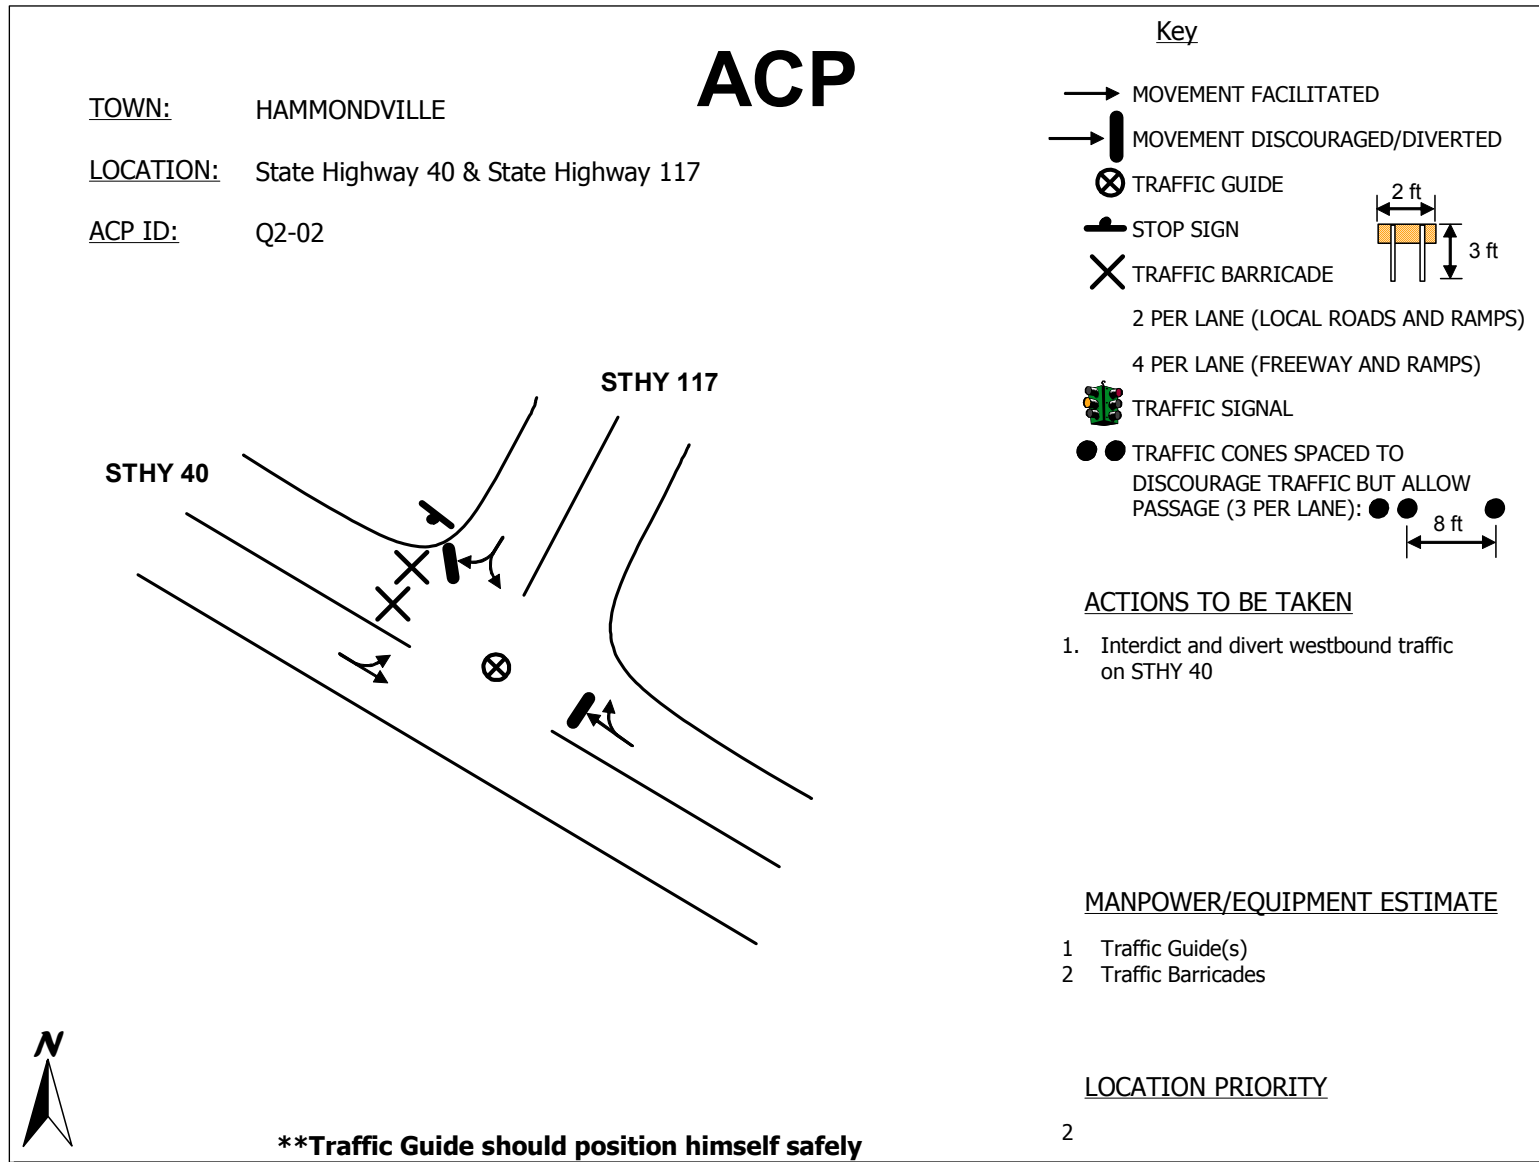 ACP
TOWN: HAMMONDVILLE
LOCATION: State Highway 40 & State Highway 117
ACP ID: Q2-02
STHY 117
STHY 40
N
**Traffic Guide should position himself safely
Key
MOVEMENT FACILITATED
MOVEMENT DISCOURAGED/DIVERTED
TRAFFIC GUIDE
2 ft
STOP SIGN
3 ft
TRAFFIC BARRICADE
2 PER LANE (LOCAL ROADS AND RAMPS)
4 PER LANE (FREEWAY AND RAMPS)
TRAFFIC SIGNAL
TRAFFIC CONES SPACED TO
DISCOURAGE TRAFFIC BUT ALLOW
PASSAGE (3 PER LANE):
8 ft
ACTIONS TO BE TAKEN
1. Interdict and divert westbound traffic
on STHY 40
MANPOWER/EQUIPMENT ESTIMATE
1 Traffic Guide(s)
2 Traffic Barricades
LOCATION PRIORITY
2